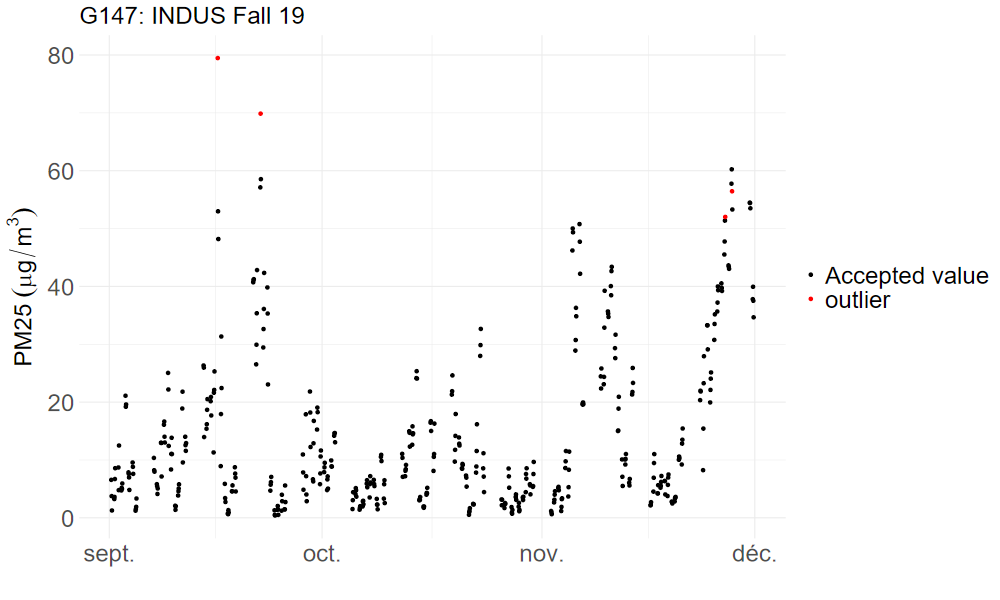 G147: INDUS Fall 19
80
60
40
20
0
PM25 (μg/m³)
sept.
oct.
nov.
déc.
Accepted value
outlier